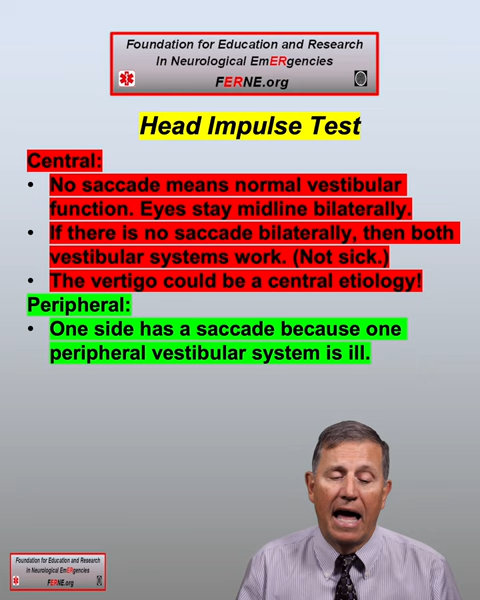 Foundation for Education and Research
In Neurological EmERgencies
FERNE.org
Head Impulse Test
Central:
• No saccade means normal vestibular
function. Eyes stay midline bilaterally.
• If there is no saccade bilaterally, then both
vestibular systems work. (Not sick.)
• The vertigo could be a central etiology!
Peripheral:
• One side has a saccade because one
peripheral vestibular system is ill.
Foundation for Education and Research
In Neurological EmERgencies
FERNE.org